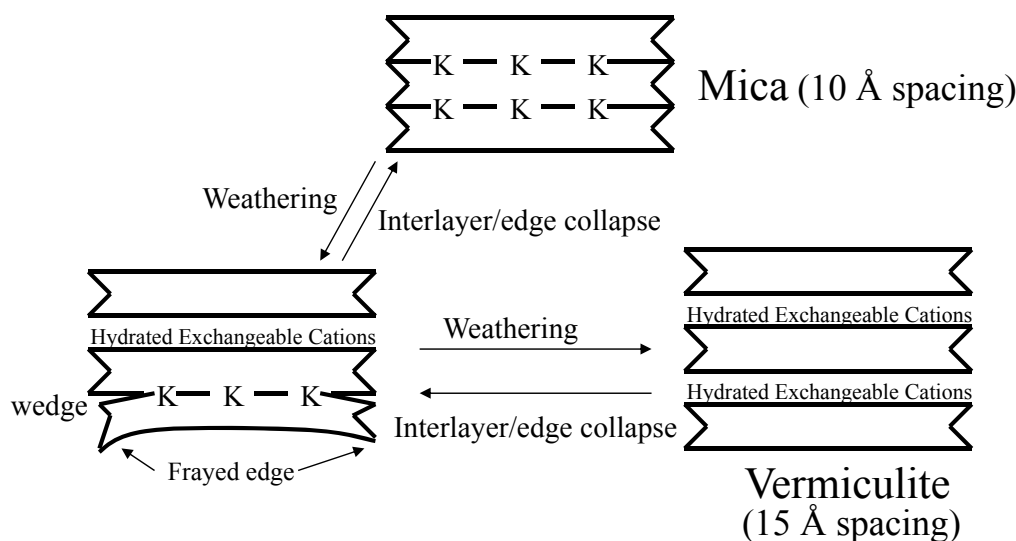 K K K
Mica (10 Å spacing)
K K K
Weathering
Interlayer/edge collapse
Hydrated Exchangeable Cations
wedge
K K K
Frayed edge
Weathering
Interlayer/edge collapse
Hydrated Exchangeable Cations
Hydrated Exchangeable Cations
Vermiculite
(15 Å spacing)